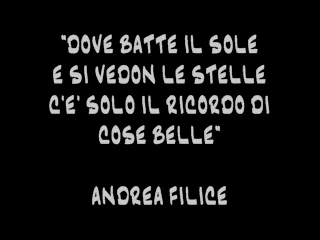 "DOVE BATTE IL SOLE
E SI VEDON LE STELLE
C'E' SOLO IL RICORDO DI
COSE BELLE"
ANDREA FILICE